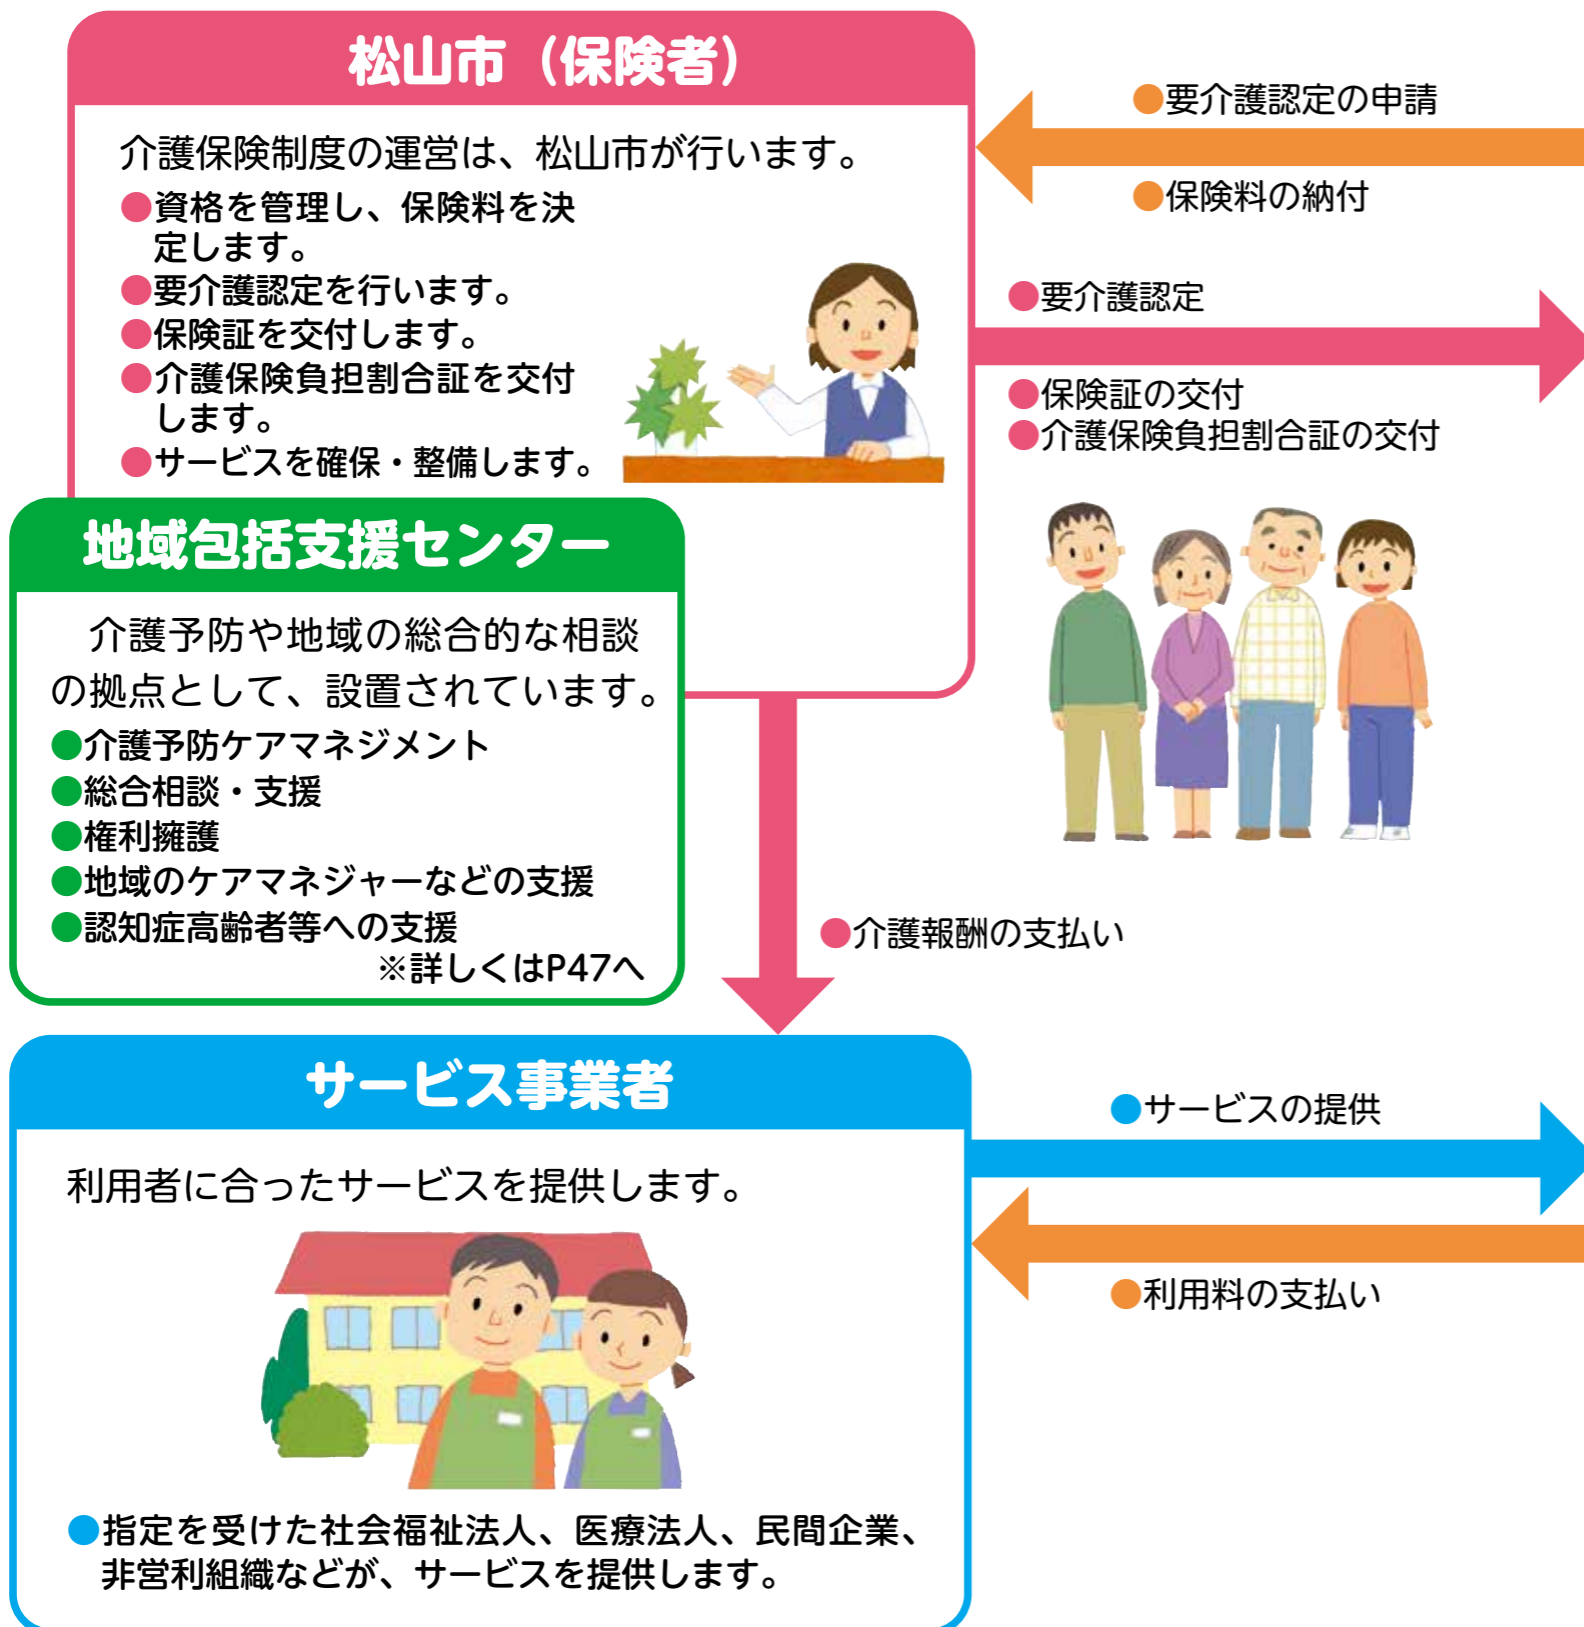 松山市（保険者）
介護保険制度の運営は、松山市が行います。
●資格を管理し、保険料を決
定します。
●要介護認定を行います。
●保険証を交付します。
●介護保険負担割合証を交付
します。
●サービスを確保・整備します。
●要介護認定の申請
●保険料の納付
●要介護認定
●保険証の交付
●介護保険負担割合証の交付
地域包括支援センター
介護予防や地域の総合的な相談
の拠点として、設置されています。
●介護予防ケアマネジメント
●総合相談・支援
●権利擁護
●地域のケアマネジャーなどの支援
●認知症高齢者等への支援
※詳しくはP47へ
●介護報酬の支払い
サービス事業者
利用者に合ったサービスを提供します。
●指定を受けた社会福祉法人、医療法人、民間企業、
非営利組織などが、サービスを提供します。
●サービスの提供
●利用料の支払い